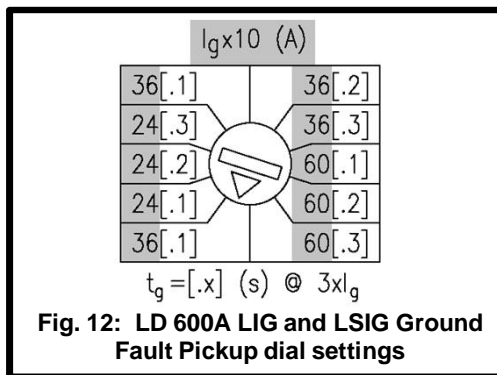 Igx10 (A)
36[.1] 36[.2]
24[.3] 36[.3]
24[.2] 60[.1]
24[.1] 60[.2]
36[.1] 60[.3]
tg =[.x] (s) @ 3xIg
Fig. 12: LD 600A LIG and LSIG Ground
Fault Pickup dial settings